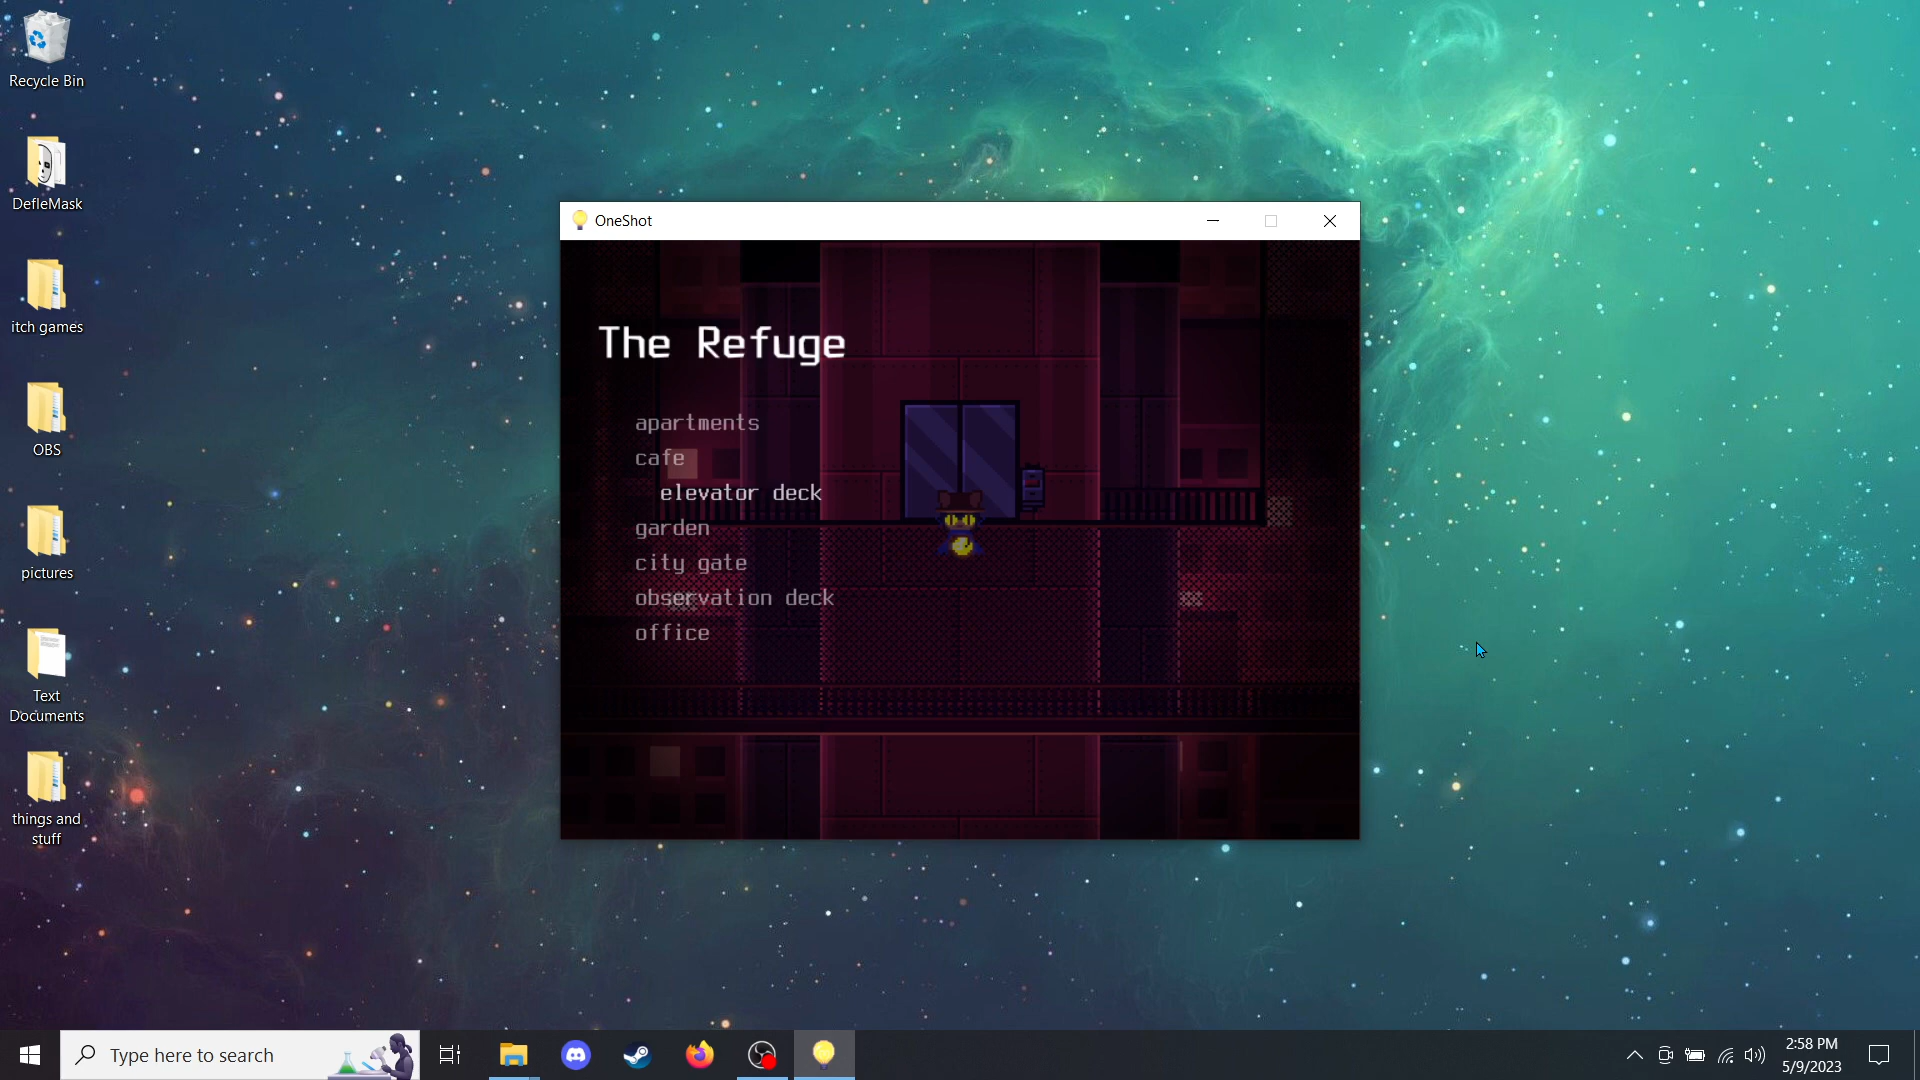 Recycle Bin
DefleMask
itch games
OBS
pictures
Text
Documents
things and
stuff
OneShot
The Refuge
apartments
cafe
elevator deck
garden
city gate
observation deck
office
Type here to search
2:58 PM
5/9/2023